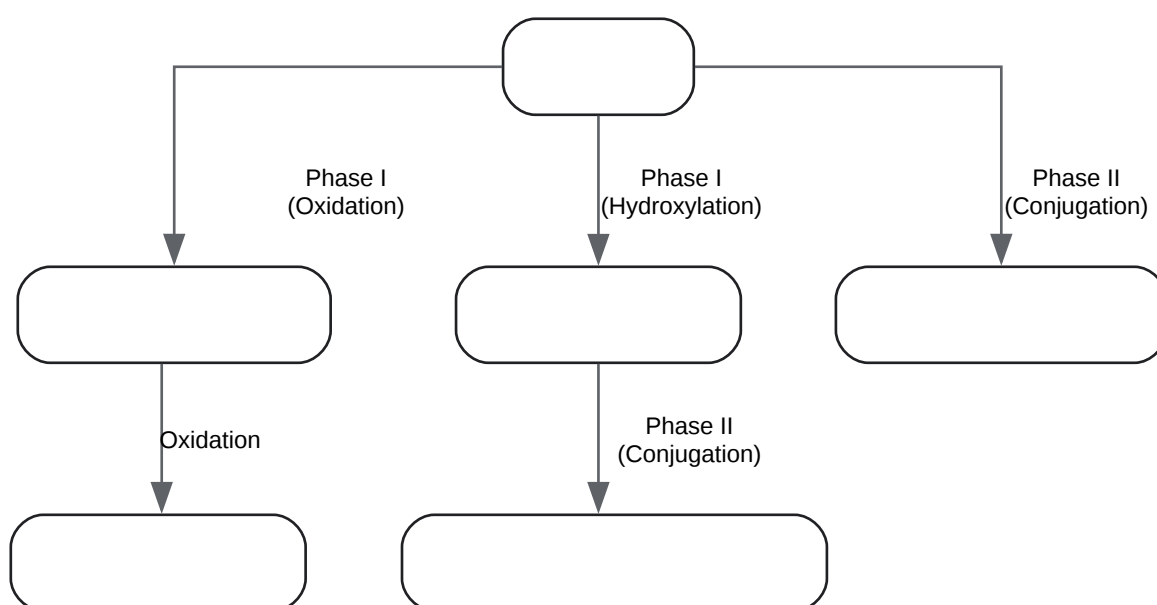 Phase I
(Oxidation)
Phase I
(Hydroxylation)
Phase II
(Conjugation)
Oxidation
Phase II
(Conjugation)